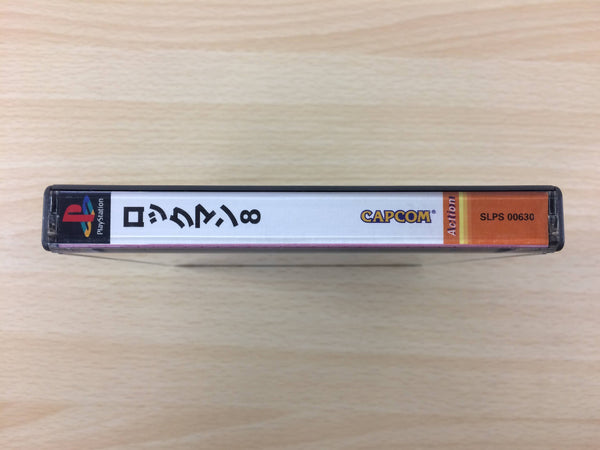 PlayStation
ロックマン8
CAPCOM®
Action
SLPS 00630